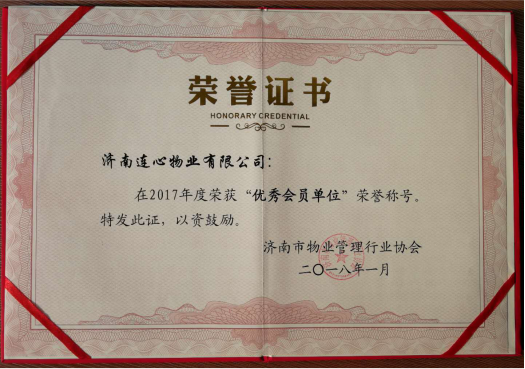 荣誉证书
HONORARY CREDENTIAL
济南连心物业有限公司：
在2017年度荣获“优秀会员单位”荣誉称号。
特发此证，以资鼓励。
济南市物业管理行业协会
二〇一八年一月